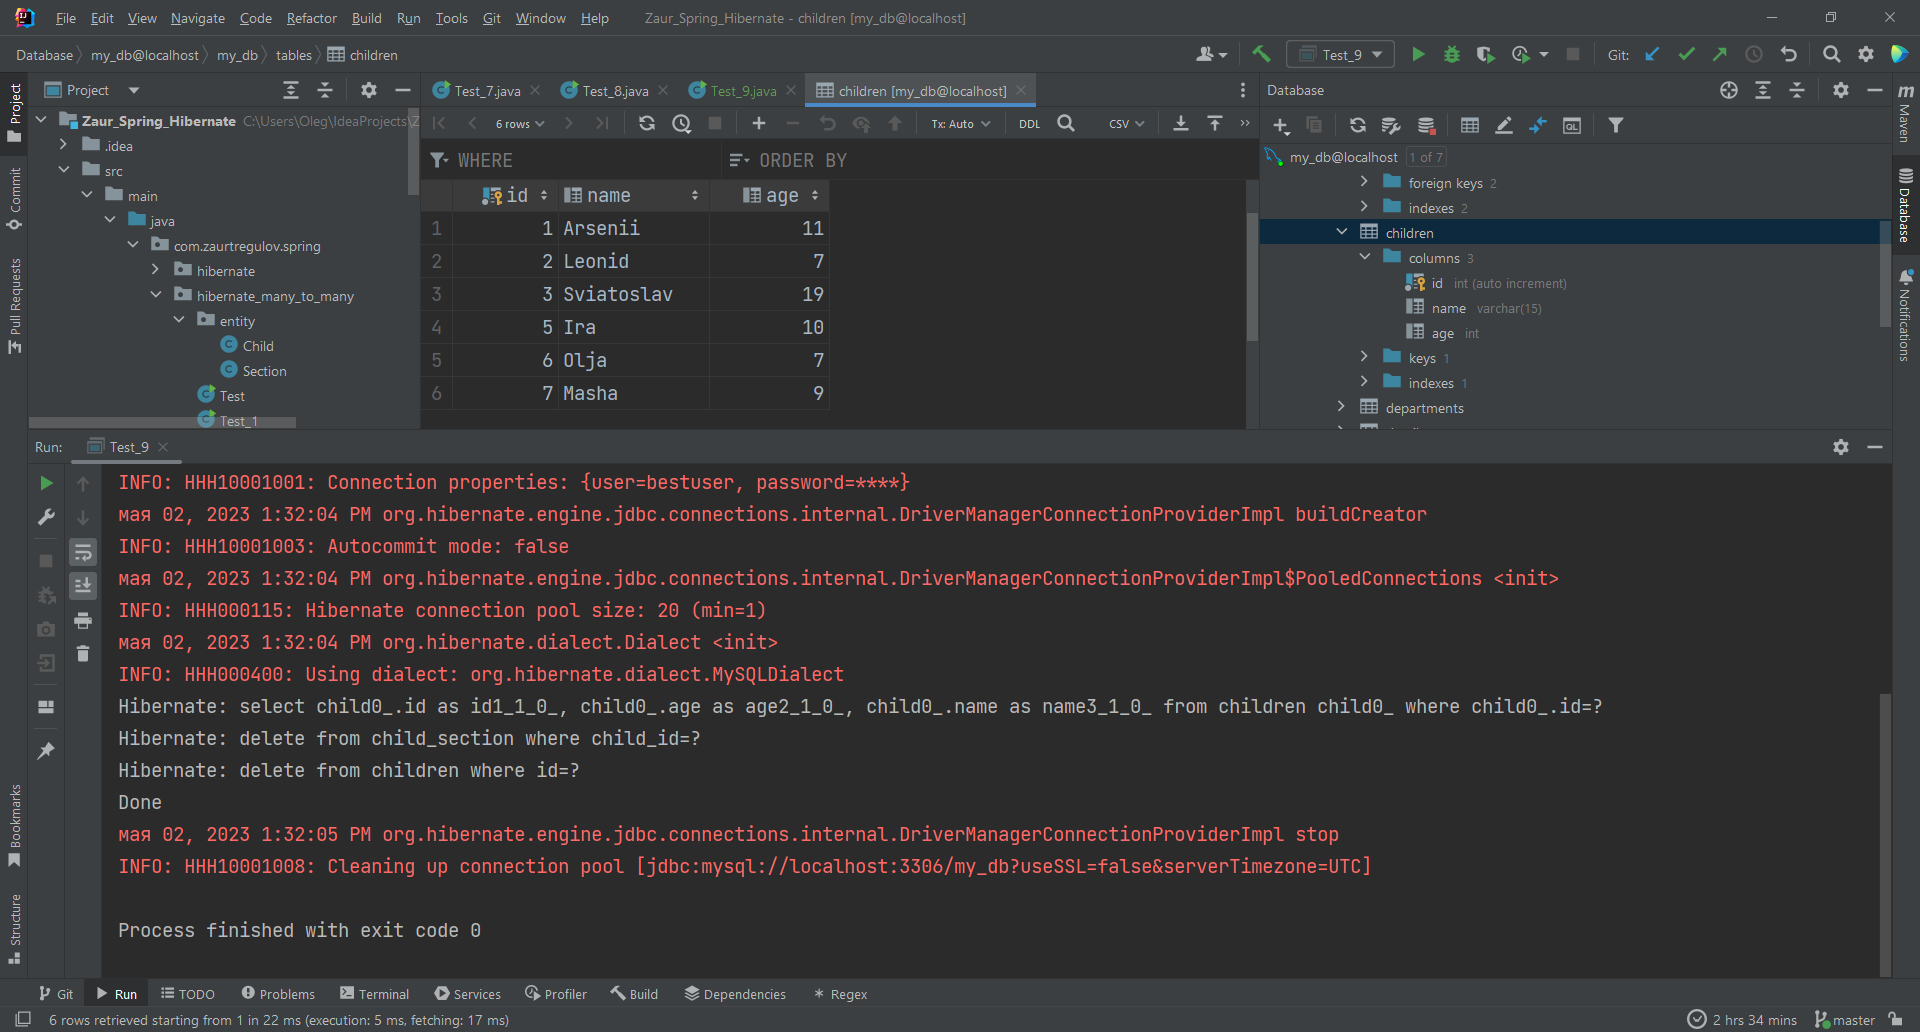 File Edit View Navigate Code Refactor Build Run Tools Git Window Help Zaur_Spring_Hibernate - children [my_db@localhost]
Database my_db@localhost my_db tables children Test_9 Git:
Project
Test_7.java Test_8.java Test_9.java children [my_db@localhost]
Database
Zaur_Spring_Hibernate C:\Users\Oleg\IdeaProjects\Z
.idea
src
main
java
com.zaurtregulov.spring
hibernate
hibernate_many_to_many
entity
Child
Section
Test
Test_1
6 rows Tx: Auto DDL CSV
WHERE ORDER BY
id name age
1 1 Arsenii 11
2 2 Leonid 7
3 3 Sviatoslav 19
4 5 Ira 10
5 6 Olja 7
6 7 Masha 9
my_db@localhost 1 of 7
foreign keys 2
indexes 2
children
columns 3
id int (auto increment)
name varchar(15)
age int
keys 1
indexes 1
departments
Project
Commit
Pull Requests
Bookmarks
Structure
m
Maven
Database
Notifications
Run: Test_9
INFO: HHH10001001: Connection properties: {user=bestuser, password=****}
мая 02, 2023 1:32:04 PM org.hibernate.engine.jdbc.connections.internal.DriverManagerConnectionProviderImpl buildCreator
INFO: HHH10001003: Autocommit mode: false
мая 02, 2023 1:32:04 PM org.hibernate.engine.jdbc.connections.internal.DriverManagerConnectionProviderImpl$PooledConnections <init>
INFO: HHH000115: Hibernate connection pool size: 20 (min=1)
мая 02, 2023 1:32:04 PM org.hibernate.dialect.Dialect <init>
INFO: HHH000400: Using dialect: org.hibernate.dialect.MySQLDialect
Hibernate: select child0_.id as id1_1_0_, child0_.age as age2_1_0_, child0_.name as name3_1_0_ from children child0_ where child0_.id=?
Hibernate: delete from child_section where child_id=?
Hibernate: delete from children where id=?
Done
мая 02, 2023 1:32:05 PM org.hibernate.engine.jdbc.connections.internal.DriverManagerConnectionProviderImpl stop
INFO: HHH10001008: Cleaning up connection pool [jdbc:mysql://localhost:3306/my_db?useSSL=false&serverTimezone=UTC]
Process finished with exit code 0
Git Run TODO Problems Terminal Services Profiler Build Dependencies Regex
6 rows retrieved starting from 1 in 22 ms (execution: 5 ms, fetching: 17 ms) 2 hrs 34 mins master